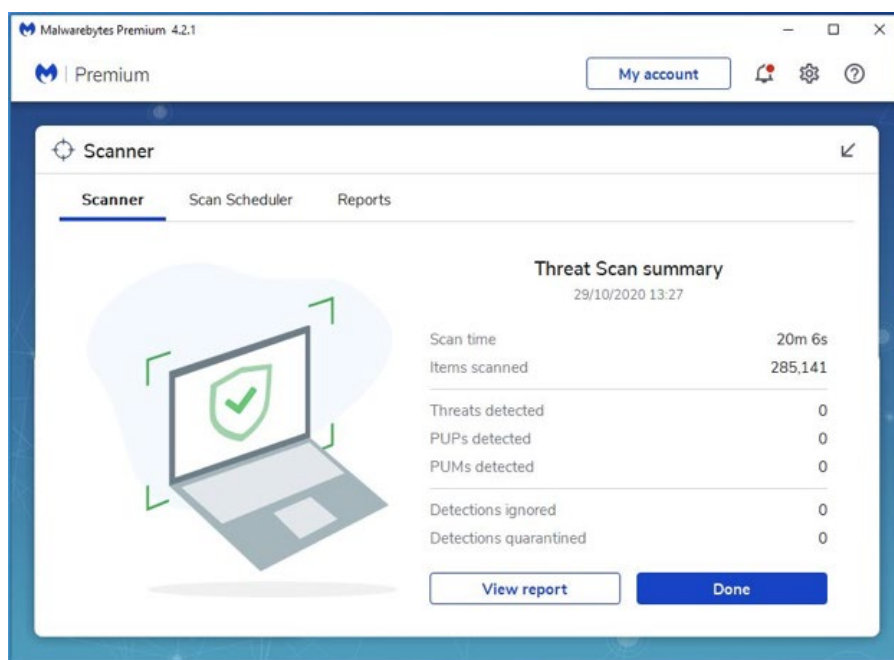 Malwarebytes Premium 4.2.1
Premium
My account
Scanner
Scanner Scan Scheduler Reports
Threat Scan summary
29/10/2020 13:27
Scan time 20m 6s
Items scanned 285,141
Threats detected 0
PUPs detected 0
PUMs detected 0
Detections ignored 0
Detections quarantined 0
View report Done